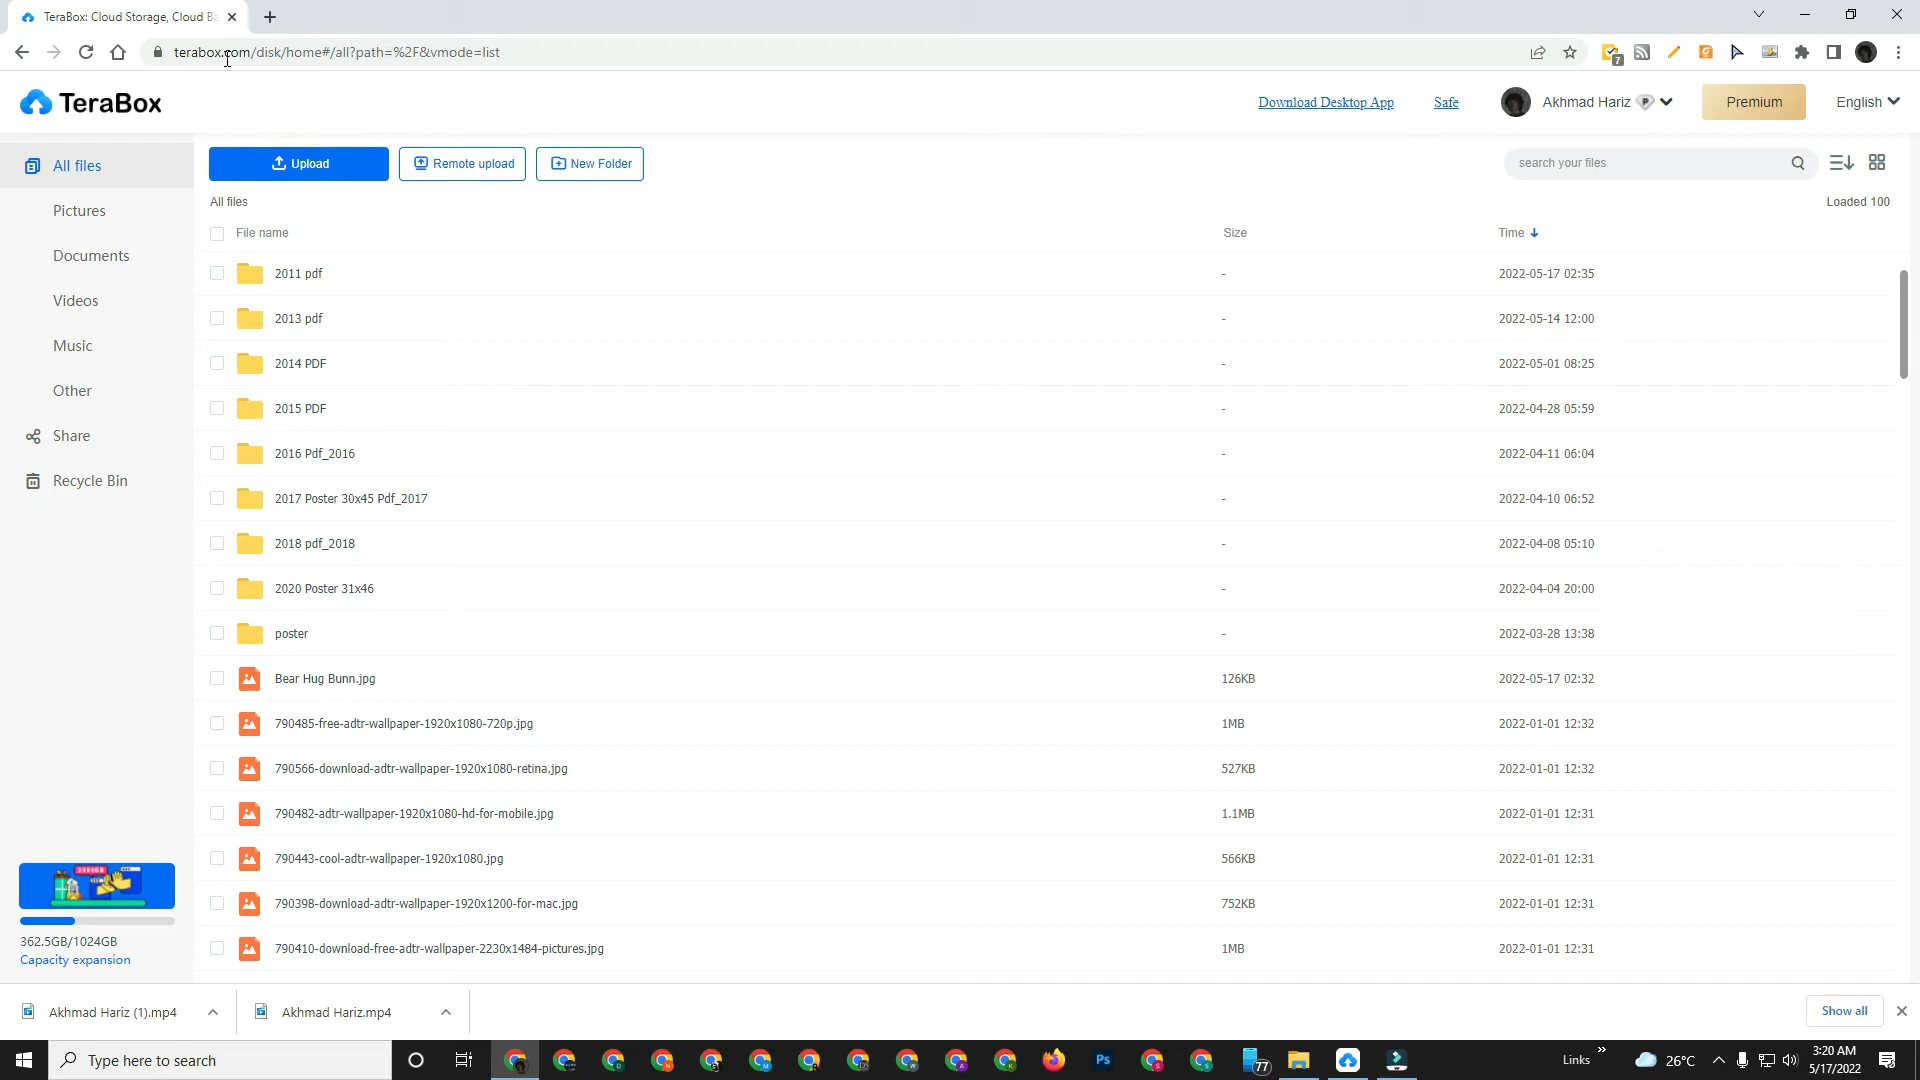 TeraBox: Cloud Storage, Cloud Ba
terabox.com/disk/home#/all?path=%2F&vmode=list
7
TeraBox
Download Desktop App
Safe
Akhmad Hariz
P
Premium
English
All files
Pictures
Documents
Videos
Music
Other
Share
Recycle Bin
362.5GB/1024GB
Capacity expansion
Upload
Remote upload
New Folder
search your files
All files
Loaded 100
File name Size Time
2011 pdf - 2022-05-17 02:35
2013 pdf - 2022-05-14 12:00
2014 PDF - 2022-05-01 08:25
2015 PDF - 2022-04-28 05:59
2016 Pdf_2016 - 2022-04-11 06:04
2017 Poster 30x45 Pdf_2017 - 2022-04-10 06:52
2018 pdf_2018 - 2022-04-08 05:10
2020 Poster 31x46 - 2022-04-04 20:00
poster - 2022-03-28 13:38
Bear Hug Bunn.jpg 126KB 2022-05-17 02:32
790485-free-adtr-wallpaper-1920x1080-720p.jpg 1MB 2022-01-01 12:32
790566-download-adtr-wallpaper-1920x1080-retina.jpg 527KB 2022-01-01 12:32
790482-adtr-wallpaper-1920x1080-hd-for-mobile.jpg 1.1MB 2022-01-01 12:31
790443-cool-adtr-wallpaper-1920x1080.jpg 566KB 2022-01-01 12:31
790398-download-adtr-wallpaper-1920x1200-for-mac.jpg 752KB 2022-01-01 12:31
790410-download-free-adtr-wallpaper-2230x1484-pictures.jpg 1MB 2022-01-01 12:31
Akhmad Hariz (1).mp4
Akhmad Hariz.mp4
Show all
Type here to search
Ps
77
Links
26°C
3:20 AM
5/17/2022